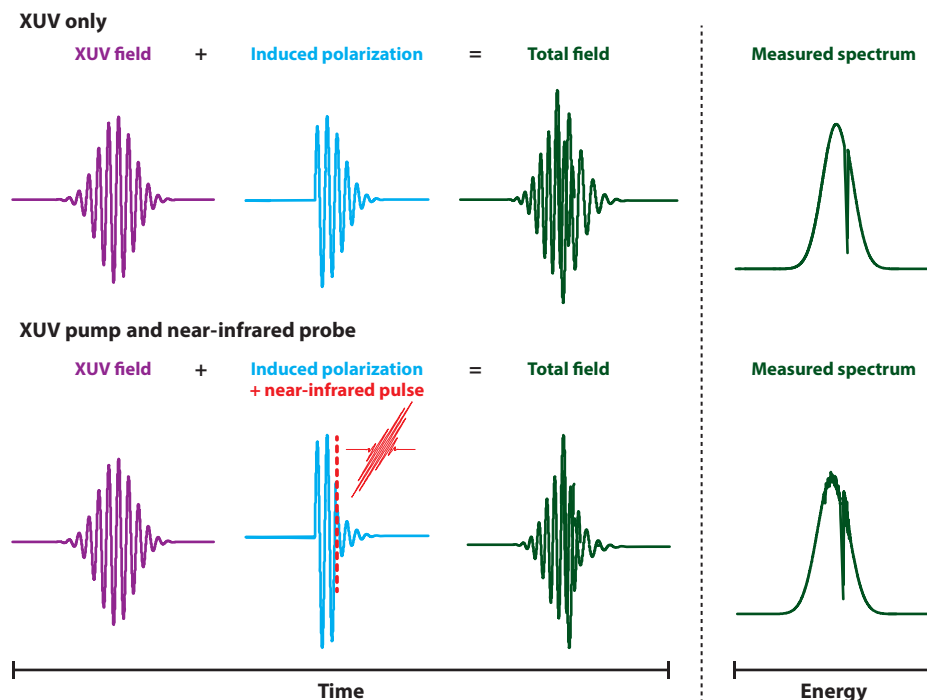 XUV only
XUV field + Induced polarization = Total field Measured spectrum
XUV pump and near-infrared probe
XUV field + Induced polarization = Total field Measured spectrum
+ near-infrared pulse
Time Energy